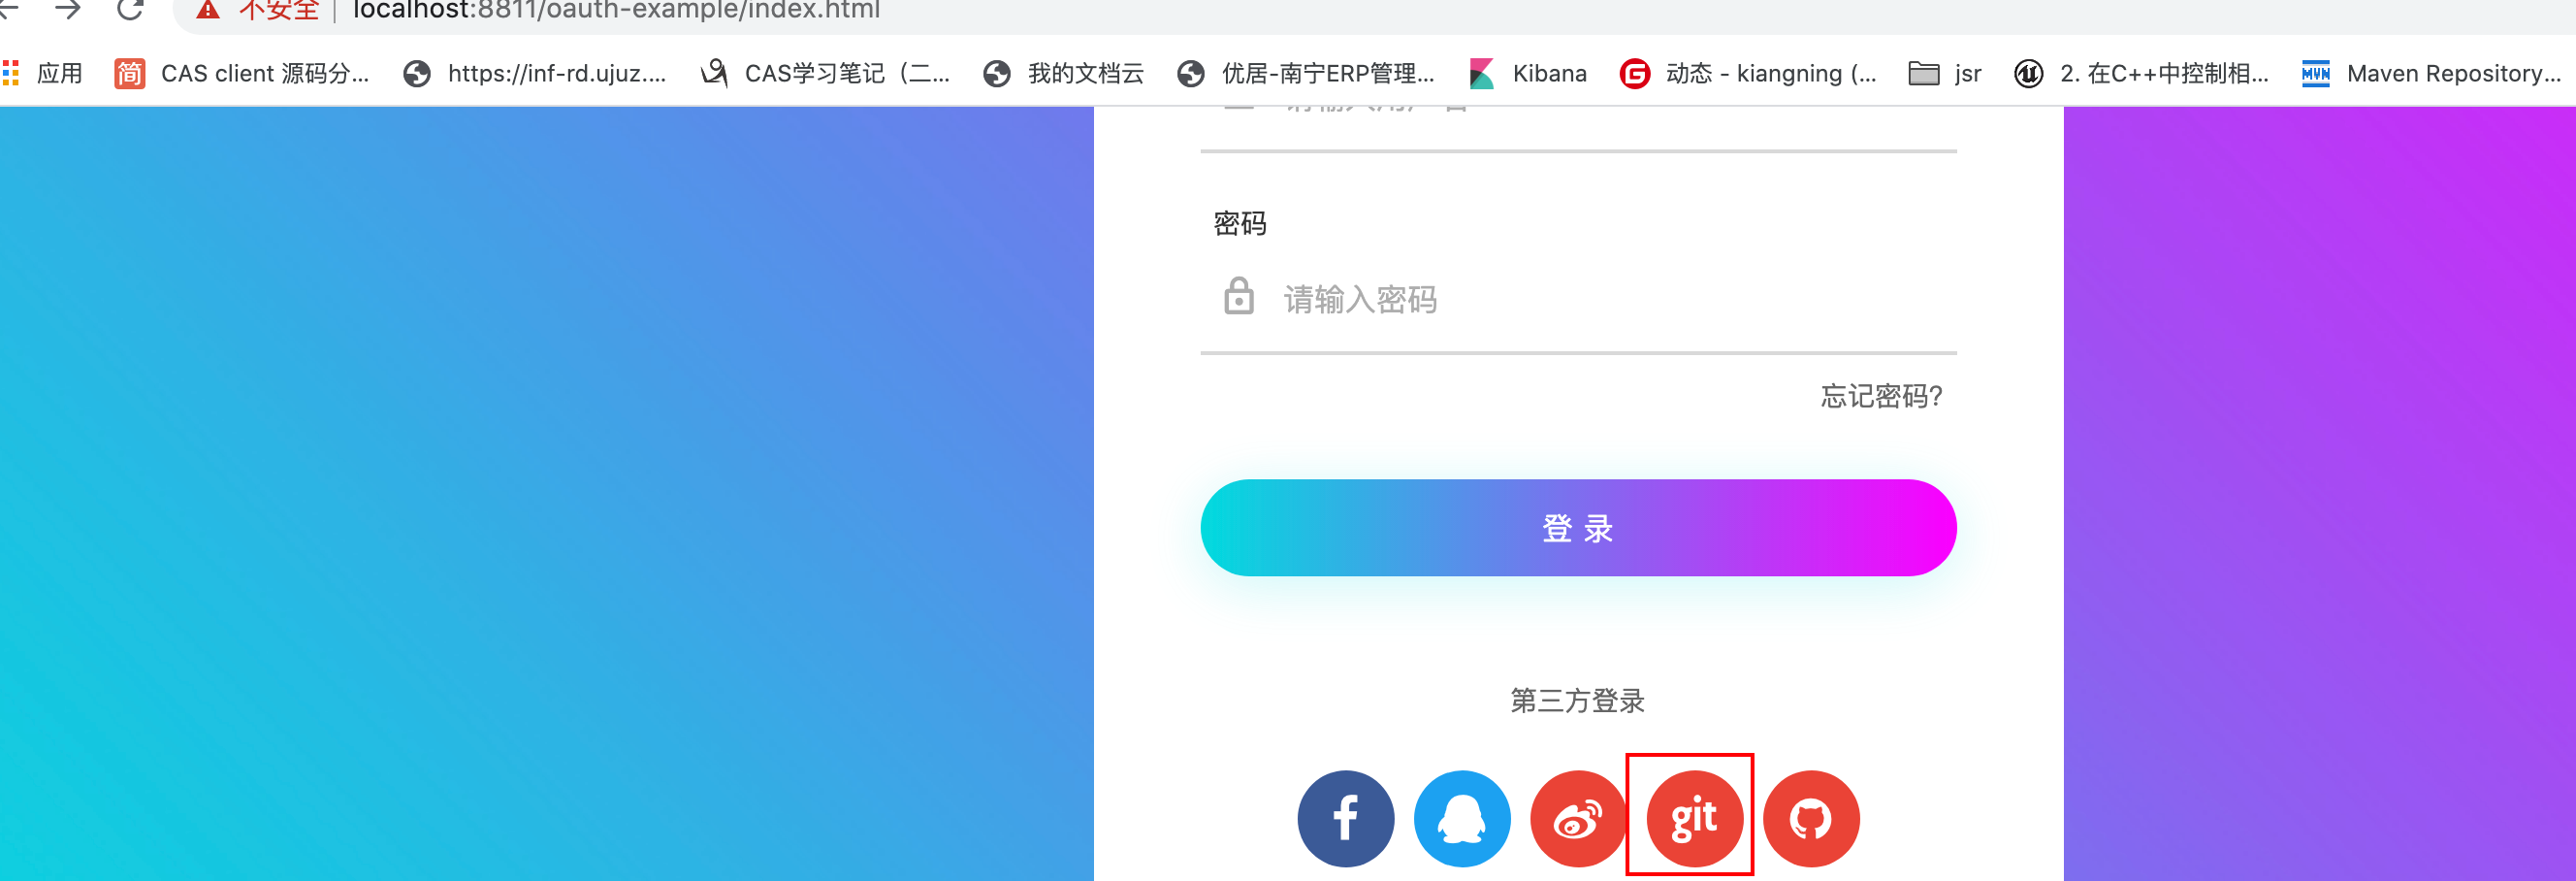 不安全 | localhost:8811/oauth-example/index.html
应用 简 CAS client 源码分... https://inf-rd.ujuz.... CAS学习笔记（二... 我的文档云 优居-南宁ERP管理... Kibana G 动态 - kiangning (... jsr 2. 在C++中控制相... MVN Maven Repository...
密码
请输入密码
忘记密码?
登 录
第三方登录
f git